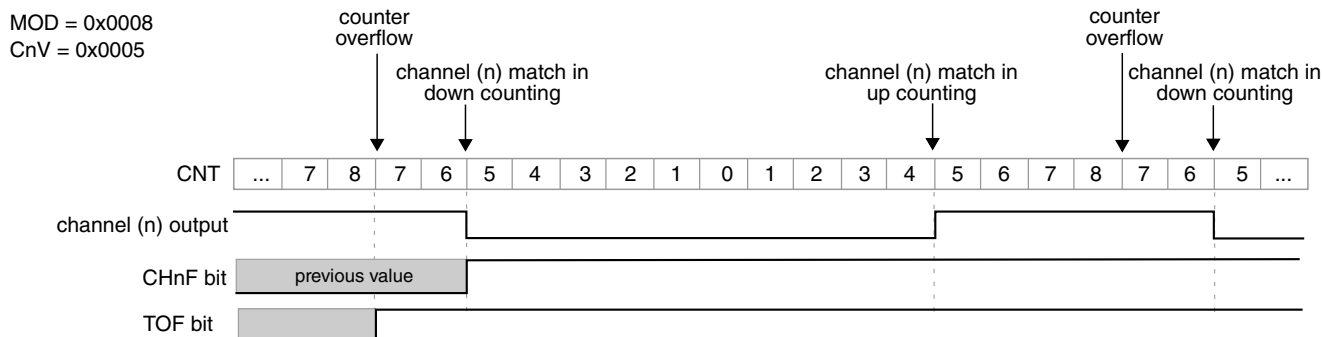 MOD = 0x0008
CnV = 0x0005
counter
overflow
channel (n) match in
down counting
channel (n) match in
up counting
counter
overflow
channel (n) match in
down counting
CNT ... 7 8 7 6 5 4 3 2 1 0 1 2 3 4 5 6 7 8 7 6 5 ...
channel (n) output
CHnF bit previous value
TOF bit